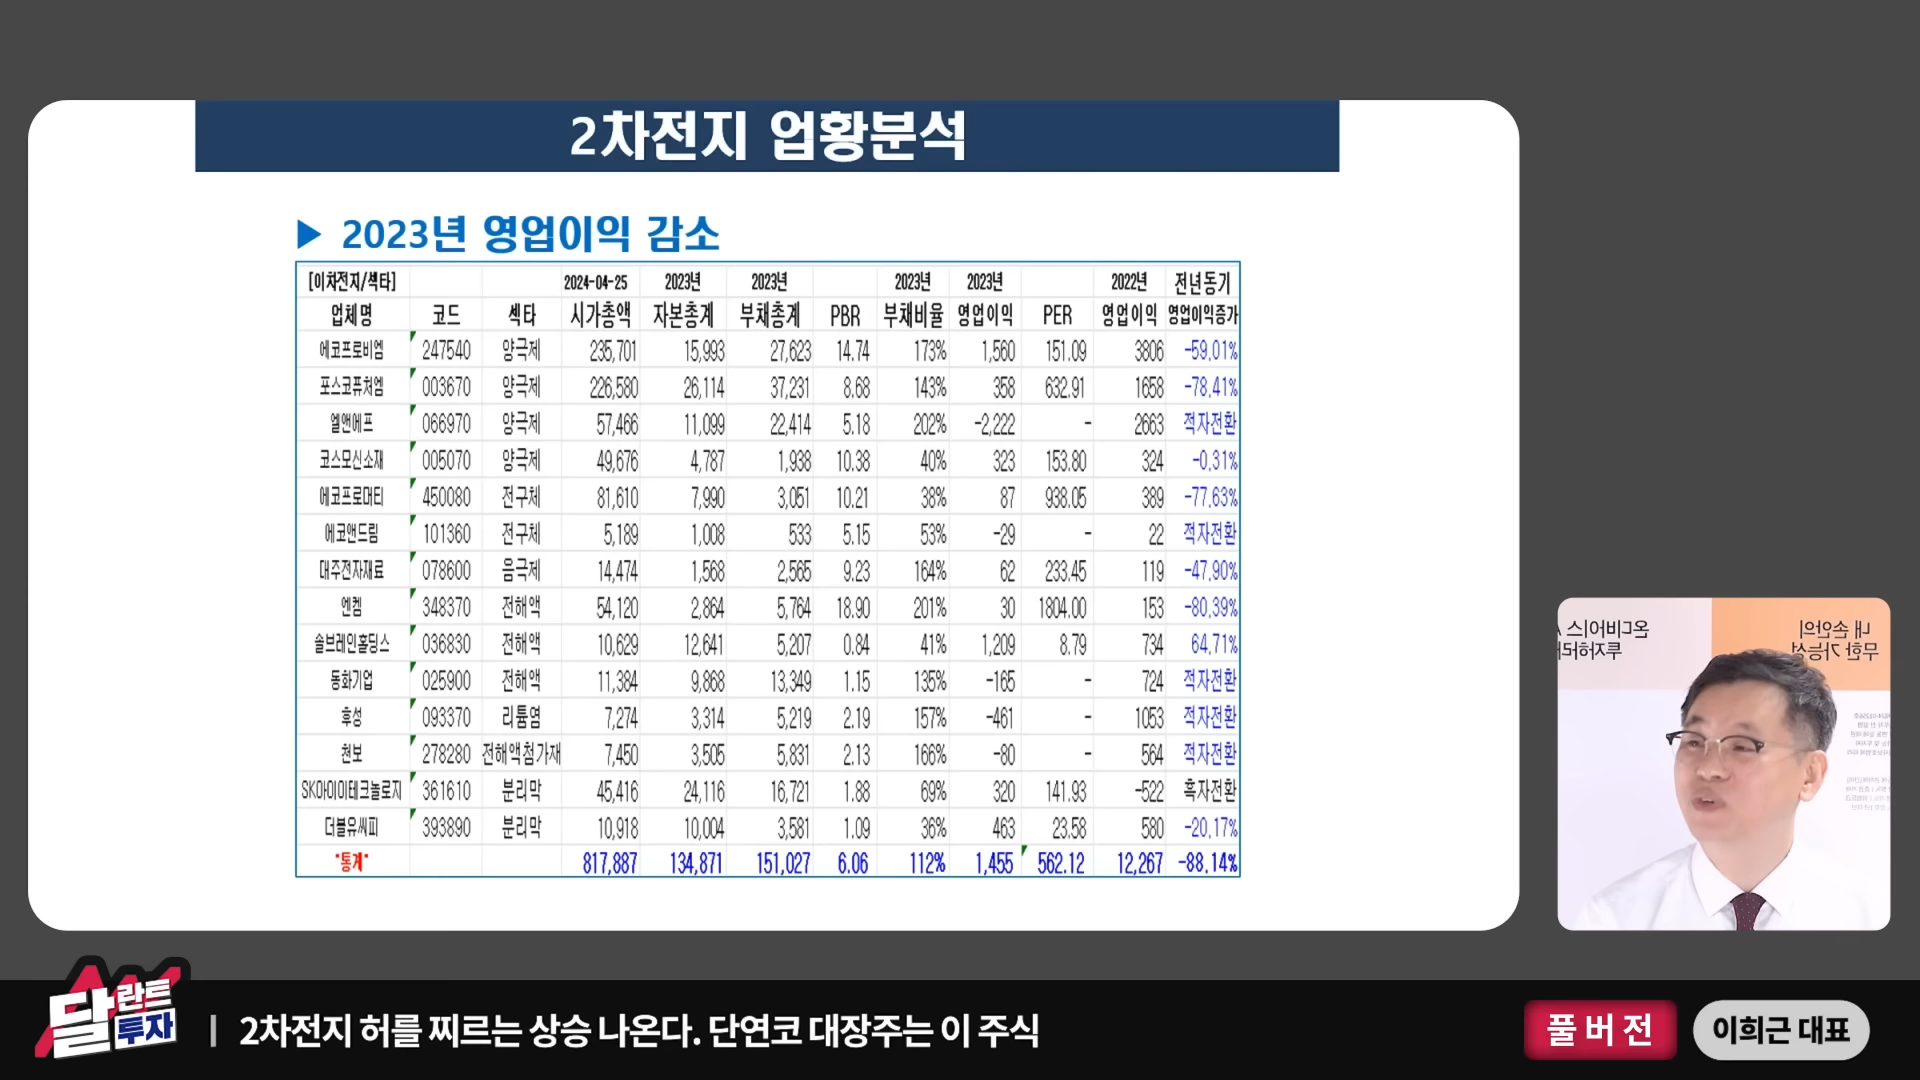 2차전지 업황분석
▶ 2023년 영업이익 감소
[이차전지/섹타] 2024-04-25 2023년 2023년 2023년 2023년 2022년 전년동기
업체명 코드 섹타 시가총액 자본총계 부채총계 PBR 부채비율 영업이익 PER 영업이익 영업이익증가
에코프로비엠 247540 양극제 235,701 15,993 27,623 14.74 173% 1,560 151.09 3806 -59.01%
포스코퓨처엠 003670 양극제 226,580 26,114 37,231 8.68 143% 358 632.91 1658 -78.41%
엘앤에프 066970 양극제 57,466 11,099 22,414 5.18 202% -2,222 - 2663 적자전환
코스모신소재 005070 양극제 49,676 4,787 1,938 10.38 40% 323 153.80 324 -0.31%
에코프로머티 450080 전구체 81,610 7,990 3,051 10.21 38% 87 938.05 389 -77.63%
에코앤드림 101360 전구체 5,189 1,008 533 5.15 53% -29 - 22 적자전환
대주전자재료 078600 음극제 14,474 1,568 2,565 9.23 164% 62 233.45 119 -47.90%
엔켐 348370 전해액 54,120 2,864 5,764 18.90 201% 30 1804.00 153 -80.39%
솔브레인홀딩스 036830 전해액 10,629 12,641 5,207 0.84 41% 1,209 8.79 734 64.71%
동화기업 025900 전해액 11,384 9,868 13,349 1.15 135% -165 - 724 적자전환
후성 093370 리튬염 7,274 3,314 5,219 2.19 157% -461 - 1053 적자전환
천보 278280 전해액첨가재 7,450 3,505 5,831 2.13 166% -80 - 564 적자전환
SK아이이테크놀로지 361610 분리막 45,416 24,116 16,721 1.88 69% 320 141.93 -522 흑자전환
더블유씨피 393890 분리막 10,918 10,004 3,581 1.09 36% 463 23.58 580 -20.17%
"통계" 817,887 134,871 151,027 6.06 112% 1,455 562.12 12,267 -88.14%
온디바이스
내 손안의
무한 가능성
달란트
투자
2차전지 허를 찌르는 상승 나온다. 단연코 대장주는 이 주식
풀버전
이희근 대표